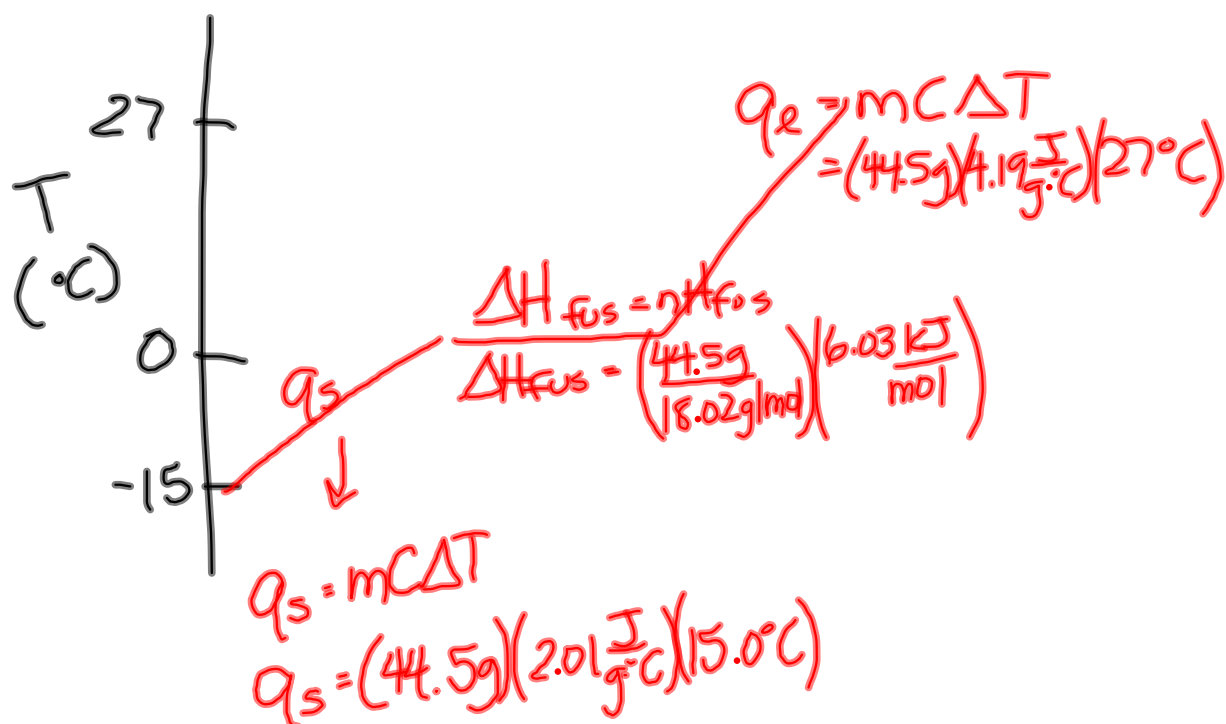 27
T
(°C)
0
-15
qₗ = mCΔT
= (44.5g)(4.19 J/g·°C)(27°C)
ΔH fus = nHfus
ΔHfus = (44.5g/18.02g/mol)(6.03 kJ/mol)
qₛ
qₛ = mCΔT
qₛ = (44.5g)(2.01 J/g·°C)(15.0°C)